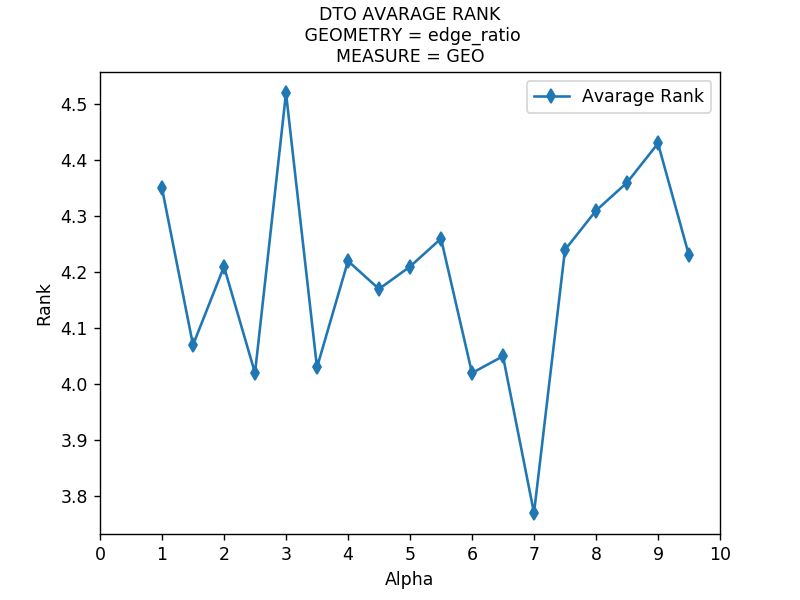 DTO AVARAGE RANK
GEOMETRY = edge_ratio
MEASURE = GEO
Avarage Rank
4.5
4.4
4.3
4.2
4.1
4.0
3.9
3.8
Rank
0 1 2 3 4 5 6 7 8 9 10
Alpha